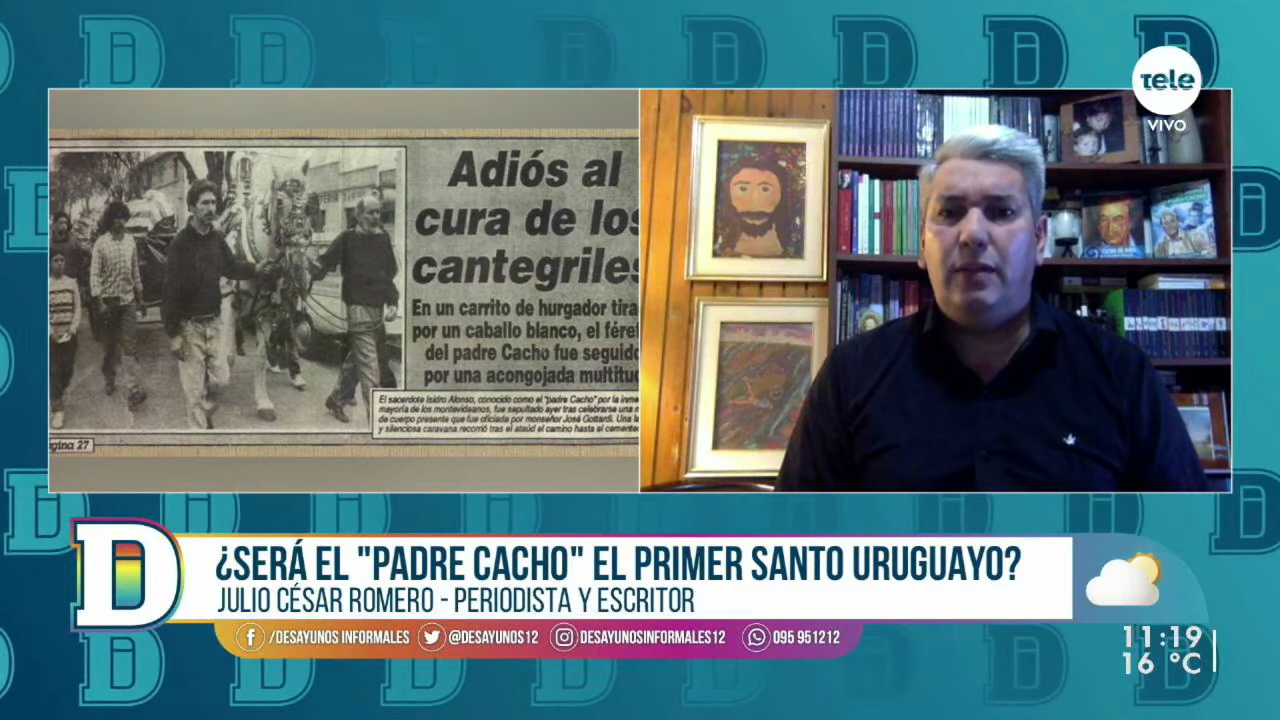 Tele
VIVO
Adiós al
cura de los
cantegriles
En un carrito de hurgador tira
por un caballo blanco, el fére
del padre Cacho fue seguido
por una acongojada multitud
El sacerdote Isidro Alonso, conocido como el "padre Cacho" por la inme
mayoría de los montevideanos, fue sepultado ayer tras celebrarse una m
de cuerpo presente que fue oficiada por monseñor José Gottardi. Una la
y silenciosa caravana recorrió tras el ataúd el camino hasta el cementer
gina 27
D
¿SERÁ EL "PADRE CACHO" EL PRIMER SANTO URUGUAYO?
JULIO CÉSAR ROMERO - PERIODISTA Y ESCRITOR
/DESAYUNOS INFORMALES @DESAYUNOS12 DESAYUNOSINFORMALES12 095 951212
11:19
16 °C